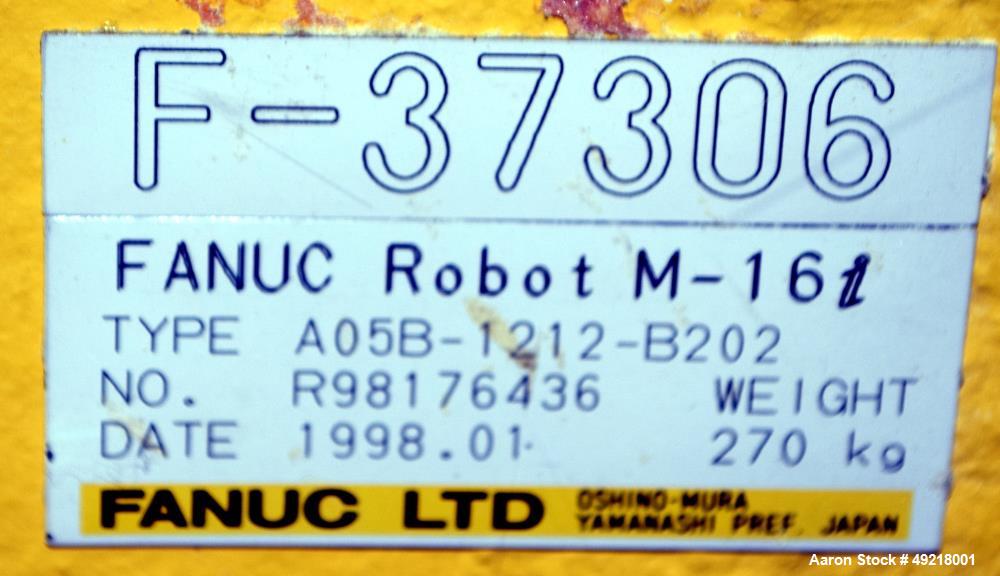 F-37306
FANUC Robot M-16i
TYPE A05B-1212-B202
NO. R98176436 WEIGHT
DATE 1998.01 270 kg
FANUC LTD OSHINO-MURA
YAMANASHI PREF. JAPAN
Aaron Stock # 49218001